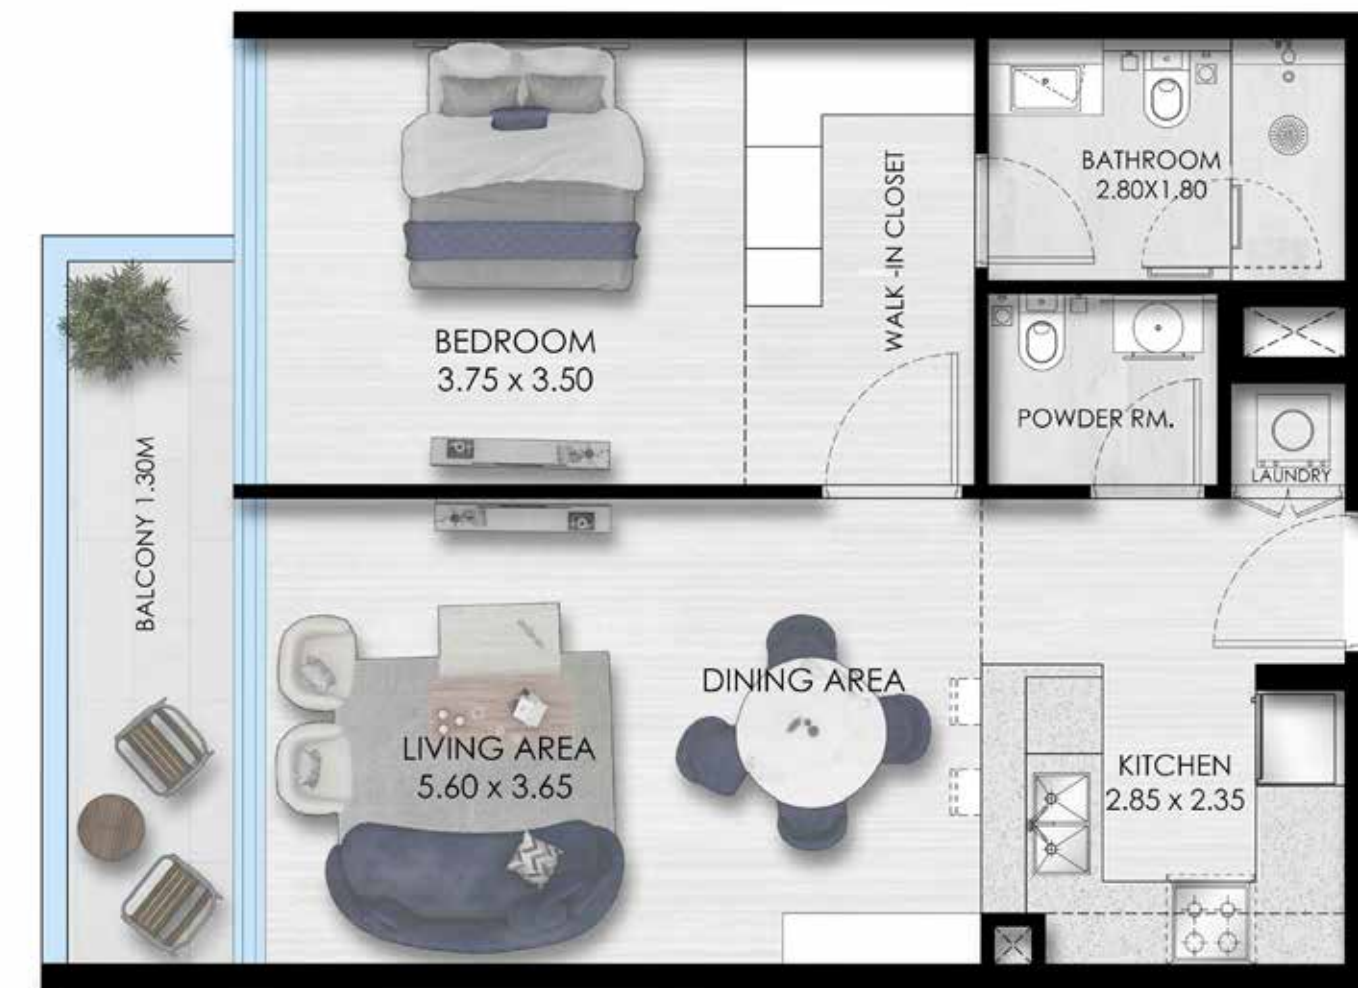 BATHROOM
2.80X1.80
WALK -IN CLOSET
BEDROOM
3.75 x 3.50
POWDER RM.
LAUNDRY
BALCONY 1.30M
DINING AREA
LIVING AREA
5.60 x 3.65
KITCHEN
2.85 x 2.35